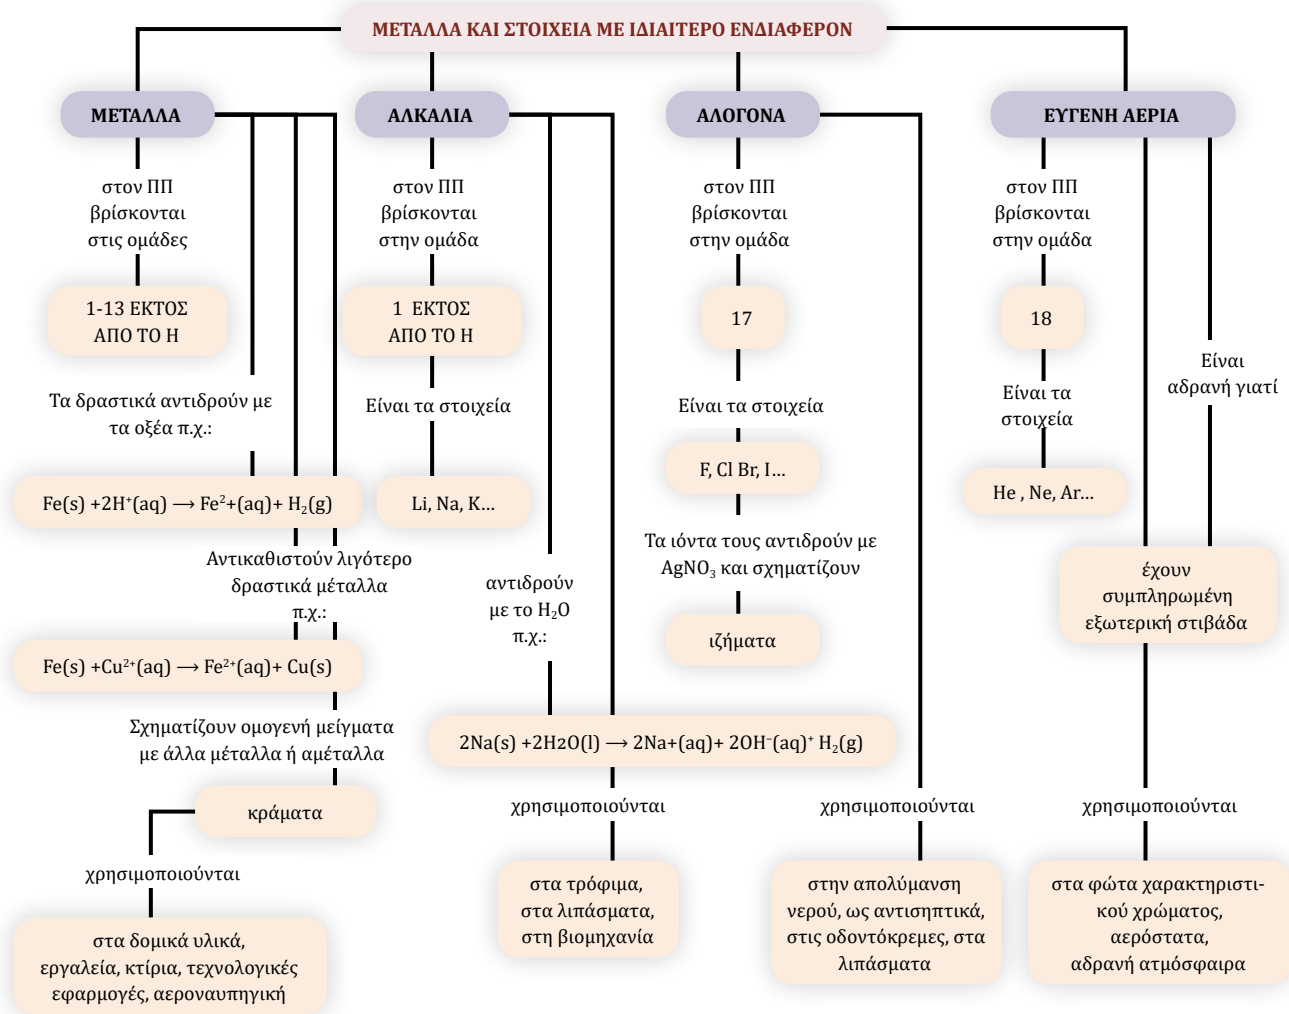 ΜΕΤΑΛΛΑ ΚΑΙ ΣΤΟΙΧΕΙΑ ΜΕ ΙΔΙΑΙΤΕΡΟ ΕΝΔΙΑΦΕΡΟΝ
ΜΕΤΑΛΛΑ
στον ΠΠ
βρίσκονται
στις ομάδες
1-13 ΕΚΤΟΣ
ΑΠΟ ΤΟ Η
Τα δραστικά αντιδρούν με
τα οξέα π.χ.:
Fe(s) +2H⁺(aq) ⟶ Fe²+(aq)+ H₂(g)
Αντικαθιστούν λιγότερο
δραστικά μέταλλα
π.χ.:
Fe(s) +Cu²⁺(aq) ⟶ Fe²⁺(aq)+ Cu(s)
Σχηματίζουν ομογενή μείγματα
με άλλα μέταλλα ή αμέταλλα
κράματα
χρησιμοποιούνται
στα δομικά υλικά,
εργαλεία, κτίρια, τεχνολογικές
εφαρμογές, αεροναυπηγική
ΑΛΚΑΛΙΑ
στον ΠΠ
βρίσκονται
στην ομάδα
1 ΕΚΤΟΣ
ΑΠΟ ΤΟ Η
Είναι τα στοιχεία
Li, Na, K...
αντιδρούν
με το H₂O
π.χ.:
2Na(s) +2H2O(l) ⟶ 2Na+(aq)+ 2OH⁻(aq)⁺ H₂(g)
χρησιμοποιούνται
στα τρόφιμα,
στα λιπάσματα,
στη βιομηχανία
ΑΛΟΓΟΝΑ
στον ΠΠ
βρίσκονται
στην ομάδα
17
Είναι τα στοιχεία
F, Cl Br, I...
Τα ιόντα τους αντιδρούν με
AgNO₃ και σχηματίζουν
ιζήματα
χρησιμοποιούνται
στην απολύμανση
νερού, ως αντισηπτικά,
στις οδοντόκρεμες, στα
λιπάσματα
ΕΥΓΕΝΗ ΑΕΡΙΑ
στον ΠΠ
βρίσκονται
στην ομάδα
18
Είναι τα
στοιχεία
He , Ne, Ar...
Είναι
αδρανή γιατί
έχουν
συμπληρωμένη
εξωτερική στιβάδα
χρησιμοποιούνται
στα φώτα χαρακτηριστι-
κού χρώματος,
αερόστατα,
αδρανή ατμόσφαιρα